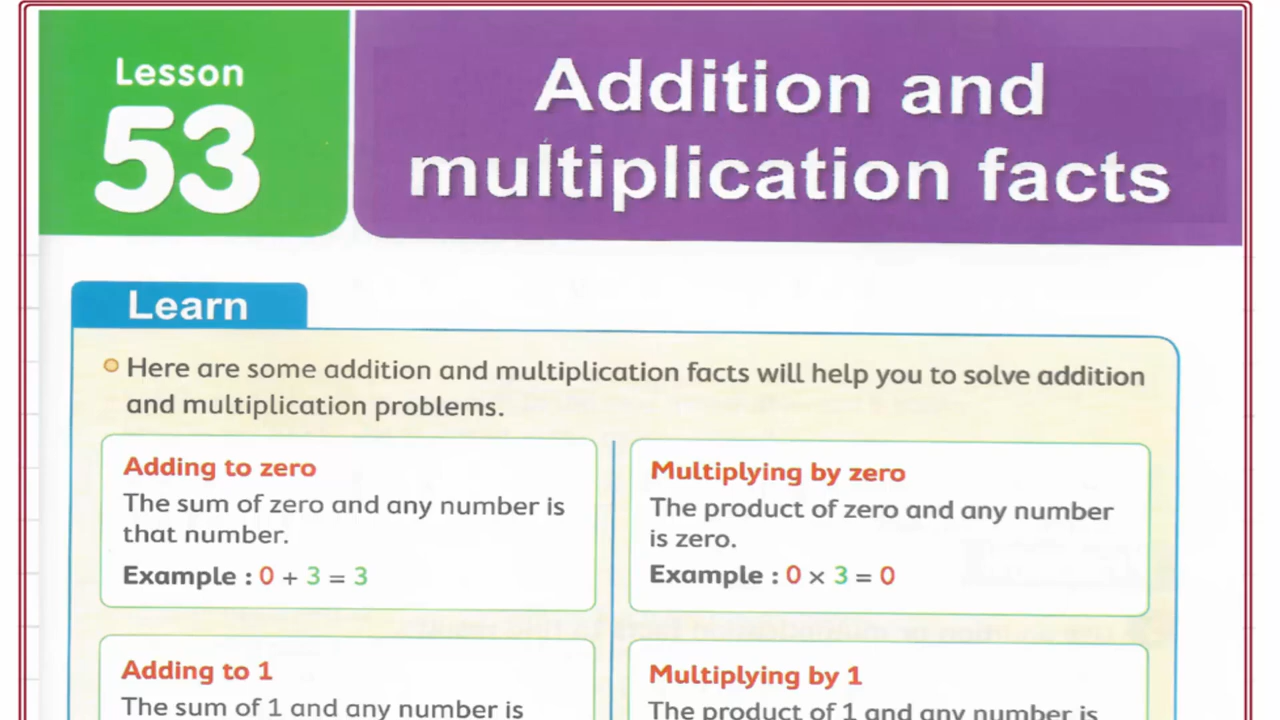 Lesson
53
Addition and
multiplication facts
Learn
Here are some addition and multiplication facts will help you to solve addition
and multiplication problems.
Adding to zero
The sum of zero and any number is
that number.
Example : 0 + 3 = 3
Multiplying by zero
The product of zero and any number
is zero.
Example : 0 × 3 = 0
Adding to 1
The sum of 1 and any number is
Multiplying by 1
The product of 1 and any number is